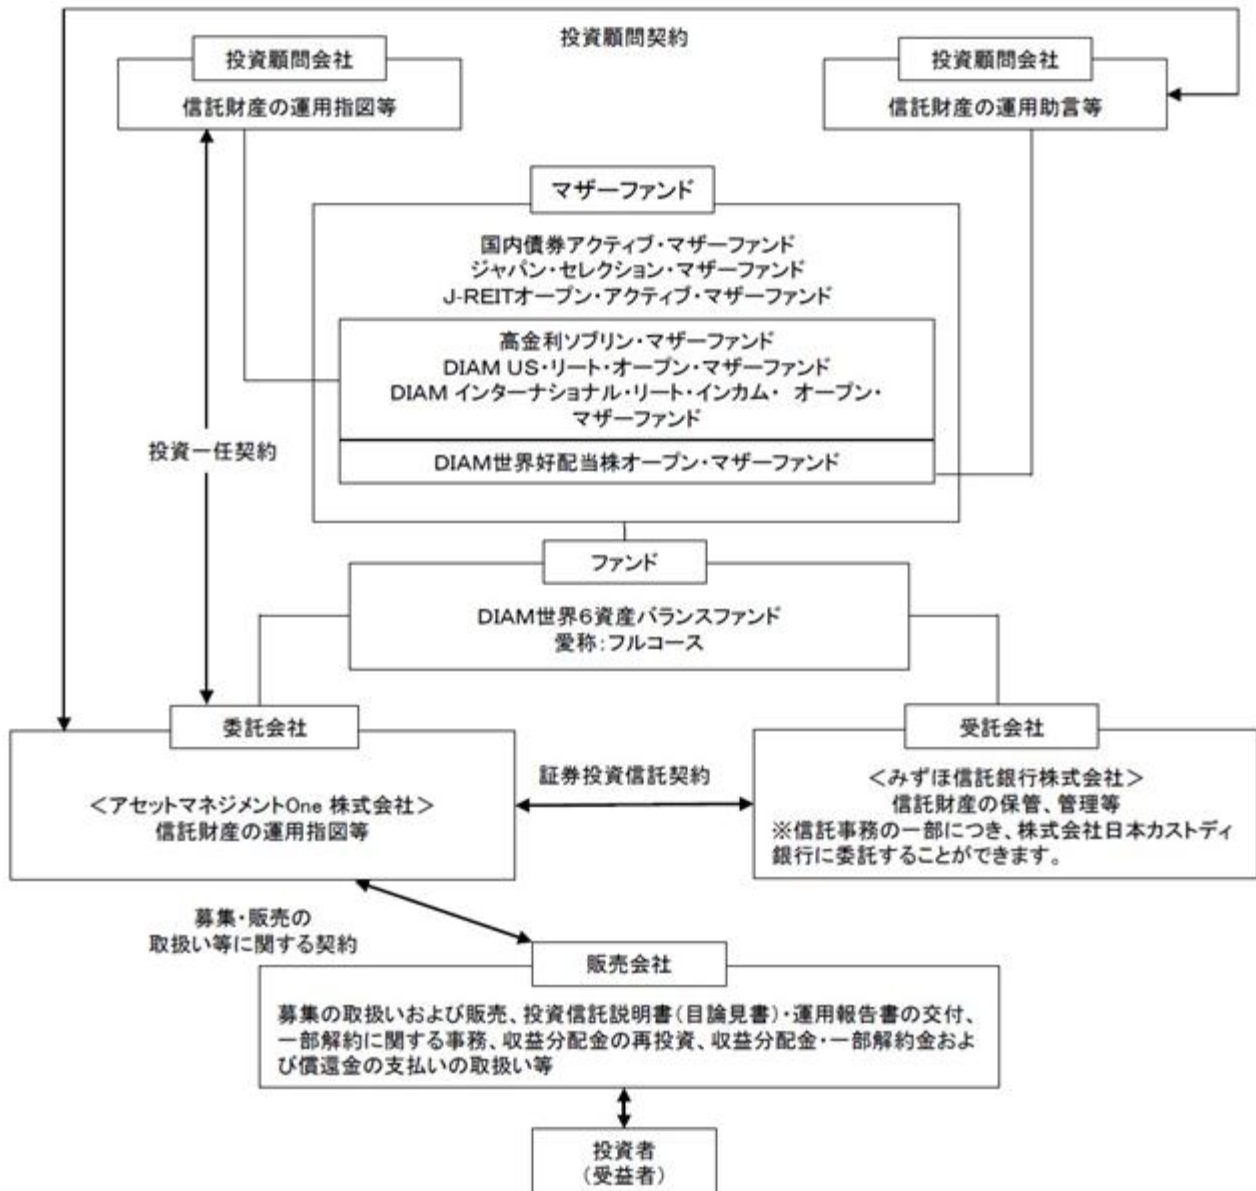 投資顧問契約
投資顧問会社
信託財産の運用指図等
投資顧問会社
信託財産の運用助言等
マザーファンド
国内債券アクティブ・マザーファンド
ジャパン・セレクション・マザーファンド
J-REITオープン・アクティブ・マザーファンド
高金利ソブリン・マザーファンド
DIAM US・リート・オープン・マザーファンド
DIAM インターナショナル・リート・インカム・ オープン・
マザーファンド
DIAM世界好配当株オープン・マザーファンド
投資一任契約
ファンド
DIAM世界6資産バランスファンド
愛称:フルコース
委託会社
<アセットマネジメントOne 株式会社>
信託財産の運用指図等
証券投資信託契約
受託会社
<みずほ信託銀行株式会社>
信託財産の保管、管理等
※信託事務の一部につき、株式会社日本カストディ
銀行に委託することができます。
募集・販売の
取扱い等に関する契約
販売会社
募集の取扱いおよび販売、投資信託説明書(目論見書)・運用報告書の交付、
一部解約に関する事務、収益分配金の再投資、収益分配金・一部解約金およ
び償還金の支払いの取扱い等
投資者
(受益者)